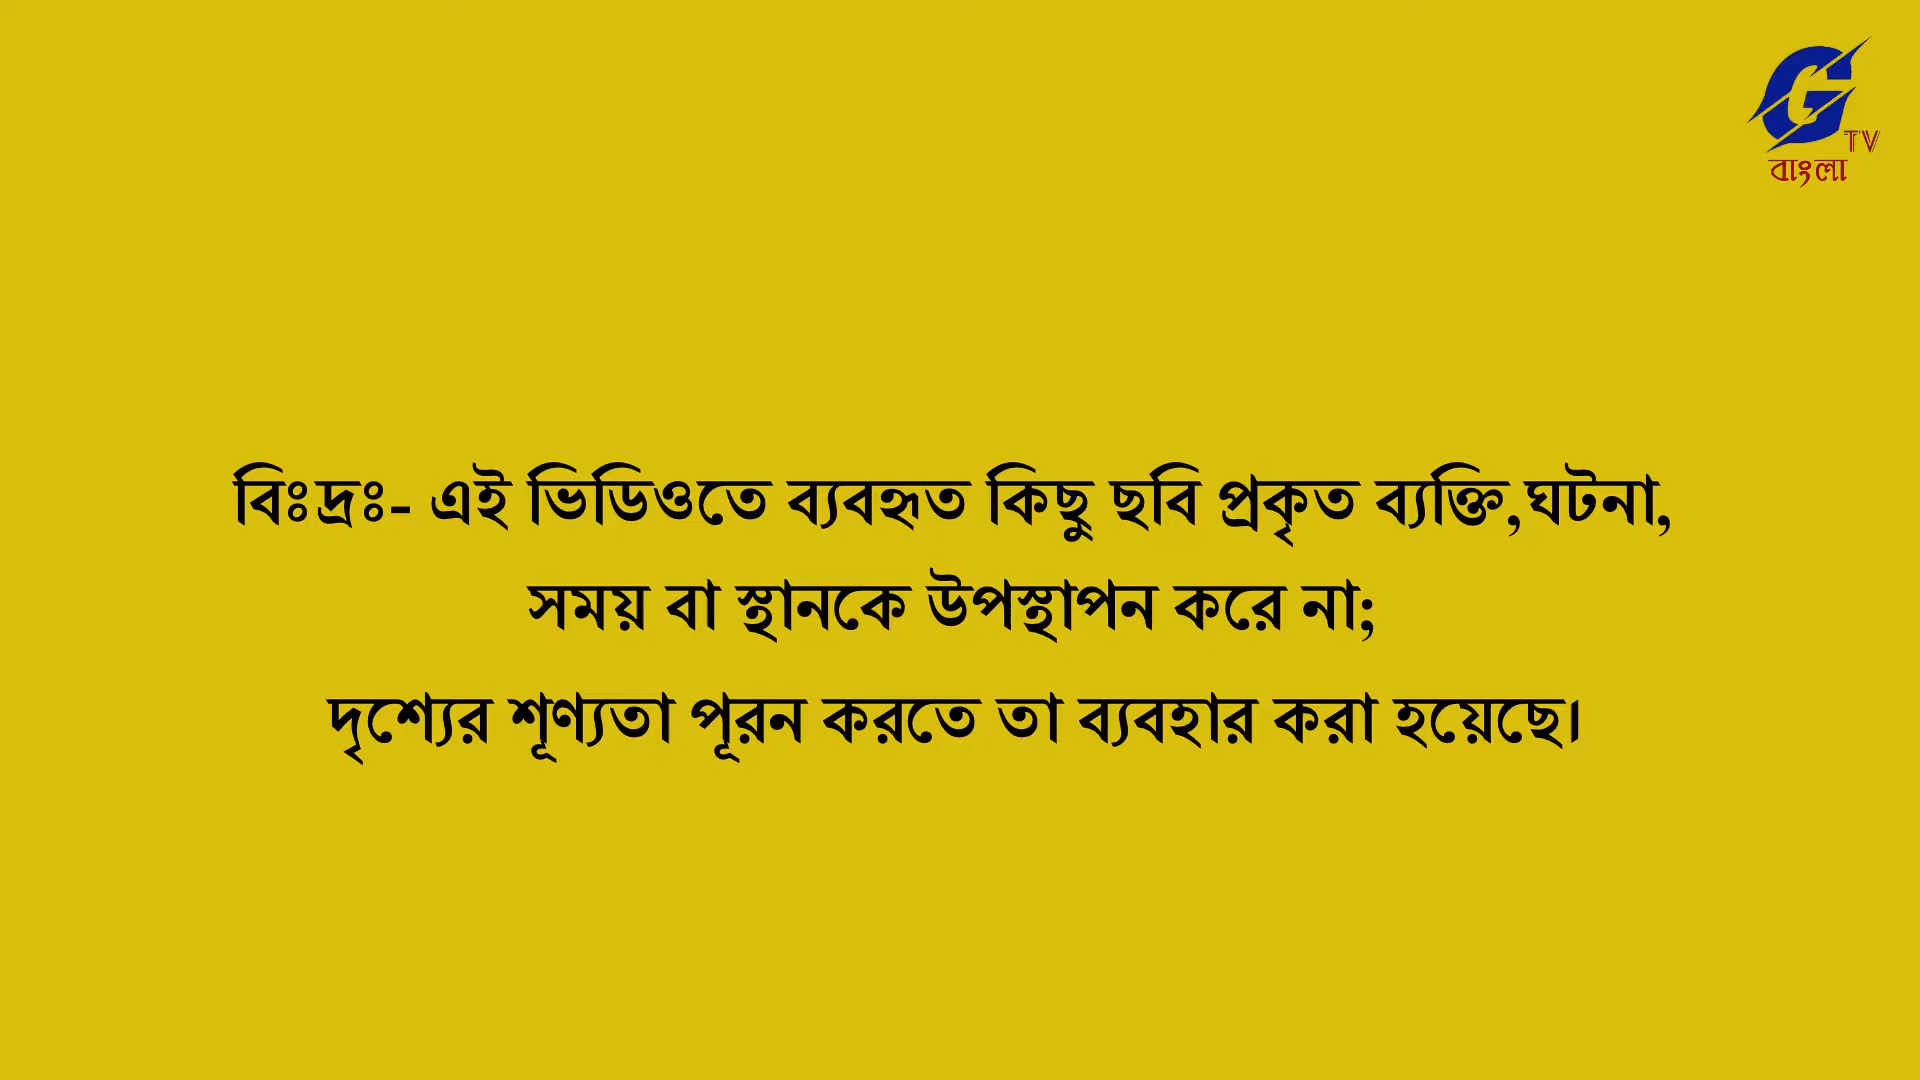 G
TV
বাংলা
বিঃদ্রঃ- এই ভিডিওতে ব্যবহৃত কিছু ছবি প্রকৃত ব্যক্তি,ঘটনা,
সময় বা স্থানকে উপস্থাপন করে না;
দৃশ্যের শূণ্যতা পূরন করতে তা ব্যবহার করা হয়েছে।